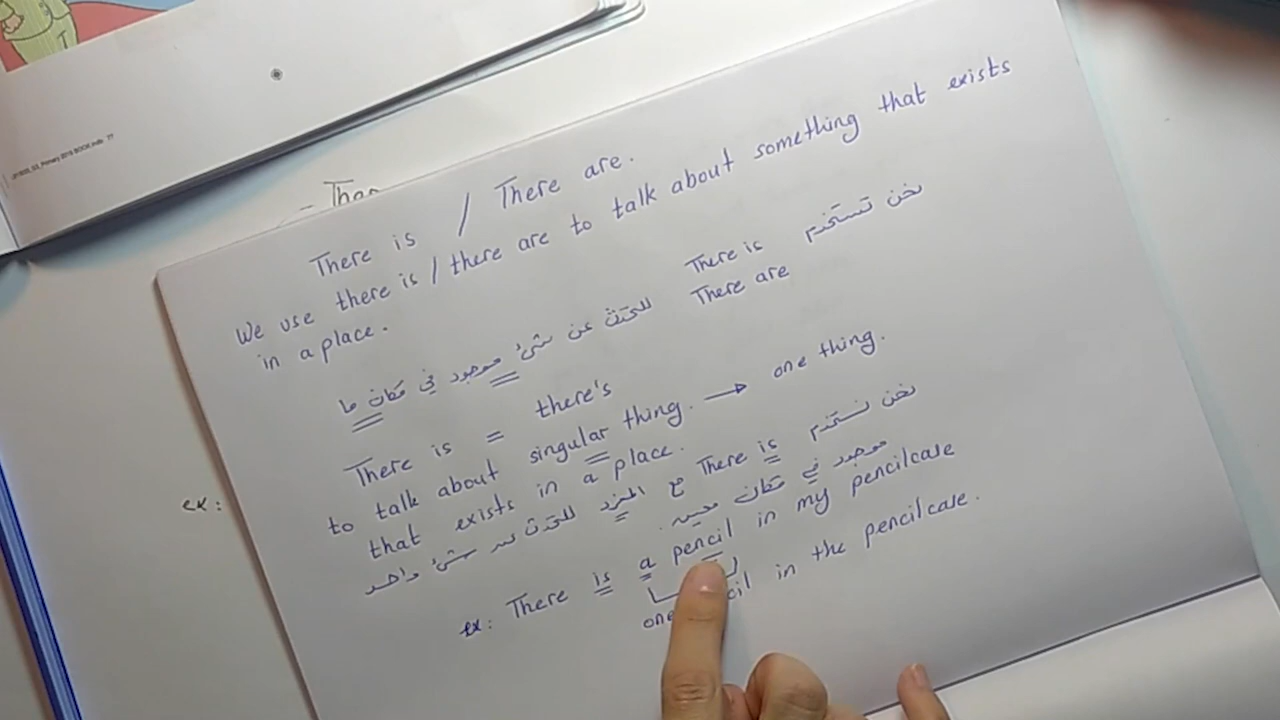 There is / There are.
We use there is / there are to talk about something that exists
in a place.
نحن نستخدم There is
There are
للتحدث عن شئ موجود في مكان ما
There is = there's
to talk about singular thing. → one thing.
that exists in a place.
نحن نستخدم There is مع المفرد للتحدث عن شئ واحد
موجود في مكان معين.
ex: There is a pencil in my pencilcase
one in the pencilcase.
ex: